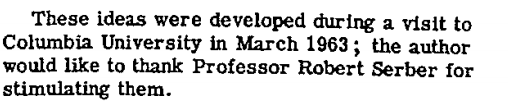 These ideas were developed during a visit to
Columbia University in March 1963; the author
would like to thank Professor Robert Serber for
stimulating them.